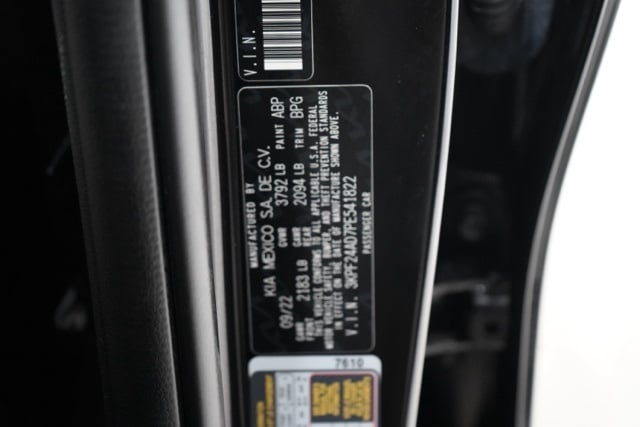 V.I.N.
MANUFACTURED BY
KIA MEXICO S.A. DE C.V.
09/22 GVWR 3792 LB PAINT ABP
GAWR FRONT 2183 LB GAWR REAR 2094 LB TRIM BPG
THIS VEHICLE CONFORMS TO ALL APPLICABLE U.S.A. FEDERAL
MOTOR VEHICLE SAFETY, BUMPER, AND THEFT PREVENTION STANDARDS
IN EFFECT ON THE DATE OF MANUFACTURE SHOWN ABOVE.
V.I.N. 3KPF24AD7PE541822
PASSENGER CAR
7610